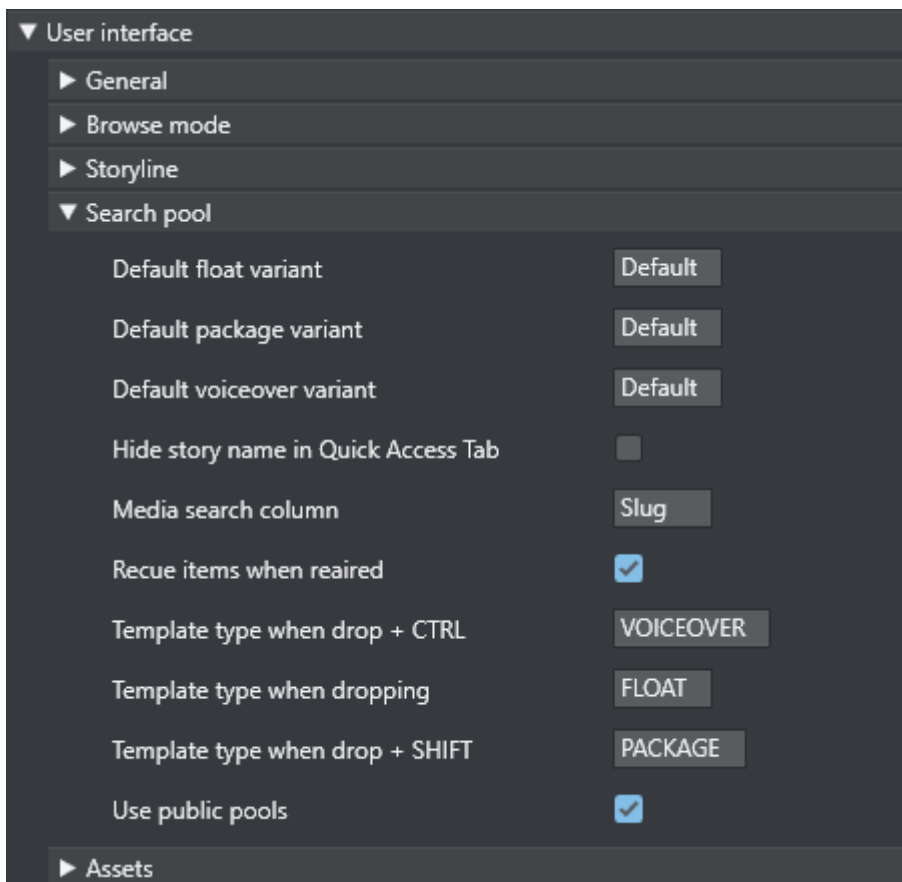 User interface
General
Browse mode
Storyline
Search pool
Default float variant Default
Default package variant Default
Default voiceover variant Default
Hide story name in Quick Access Tab
Media search column Slug
Recue items when reaired
Template type when drop + CTRL VOICEOVER
Template type when dropping FLOAT
Template type when drop + SHIFT PACKAGE
Use public pools
Assets